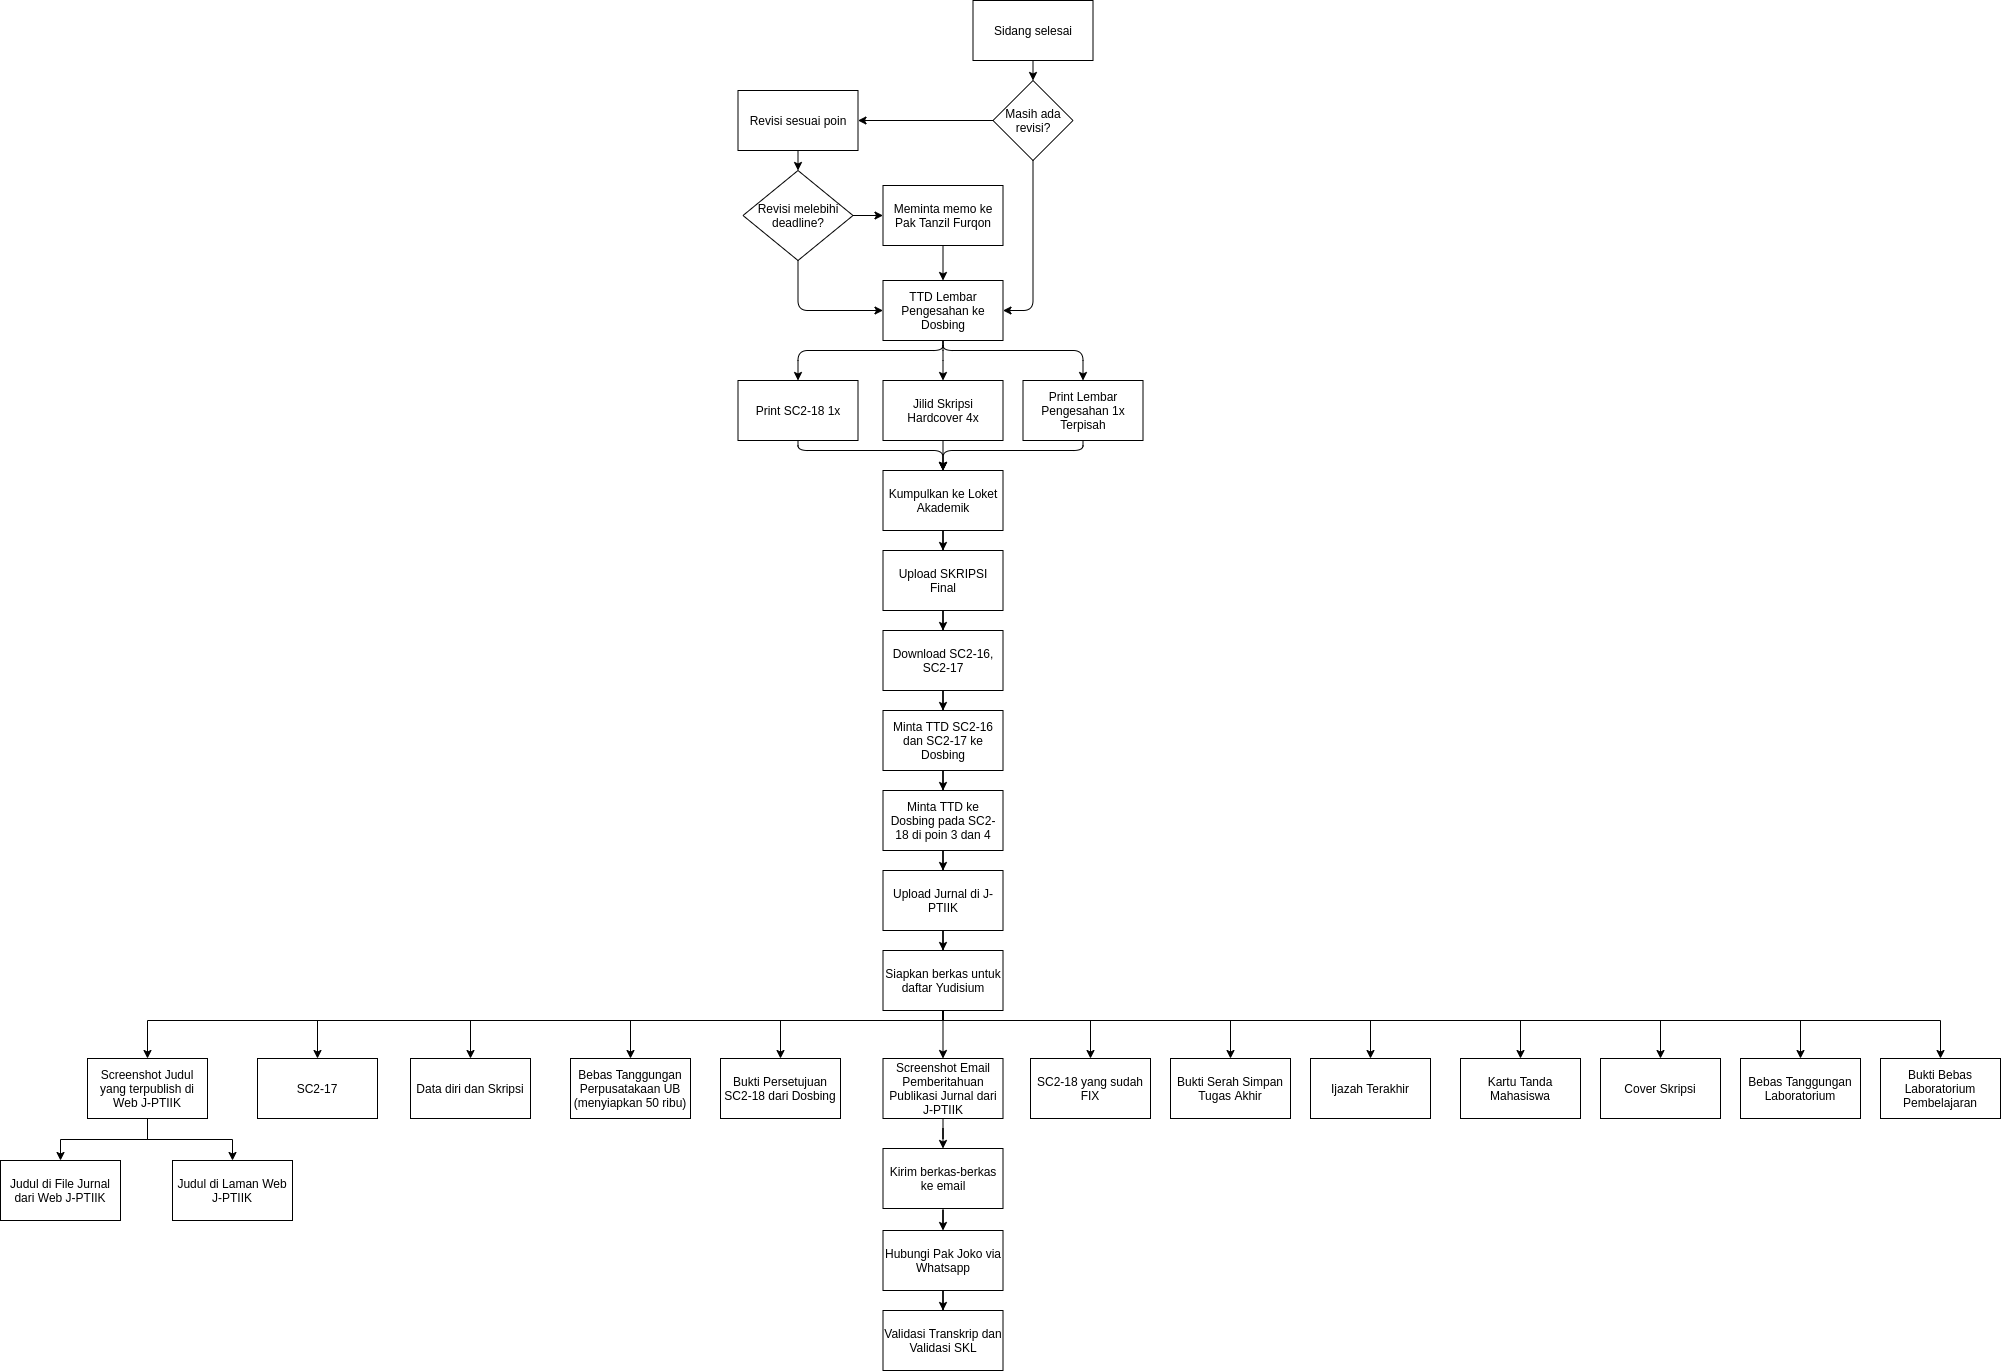 Sidang selesai
Masih ada
revisi?
Revisi sesuai poin
Revisi melebihi
deadline?
Meminta memo ke
Pak Tanzil Furqon
TTD Lembar
Pengesahan ke
Dosbing
Print SC2-18 1x
Jilid Skripsi
Hardcover 4x
Print Lembar
Pengesahan 1x
Terpisah
Kumpulkan ke Loket
Akademik
Upload SKRIPSI
Final
Download SC2-16,
SC2-17
Minta TTD SC2-16
dan SC2-17 ke
Dosbing
Minta TTD ke
Dosbing pada SC2-
18 di poin 3 dan 4
Upload Jurnal di J-
PTIIK
Siapkan berkas untuk
daftar Yudisium
Screenshot Judul
yang terpublish di
Web J-PTIIK
SC2-17
Data diri dan Skripsi
Bebas Tanggungan
Perpusatakaan UB
(menyiapkan 50 ribu)
Bukti Persetujuan
SC2-18 dari Dosbing
Screenshot Email
Pemberitahuan
Publikasi Jurnal dari
J-PTIIK
SC2-18 yang sudah
FIX
Bukti Serah Simpan
Tugas Akhir
Ijazah Terakhir
Kartu Tanda
Mahasiswa
Cover Skripsi
Bebas Tanggungan
Laboratorium
Bukti Bebas
Laboratorium
Pembelajaran
Judul di File Jurnal
dari Web J-PTIIK
Judul di Laman Web
J-PTIIK
Kirim berkas-berkas
ke email
Hubungi Pak Joko via
Whatsapp
Validasi Transkrip dan
Validasi SKL